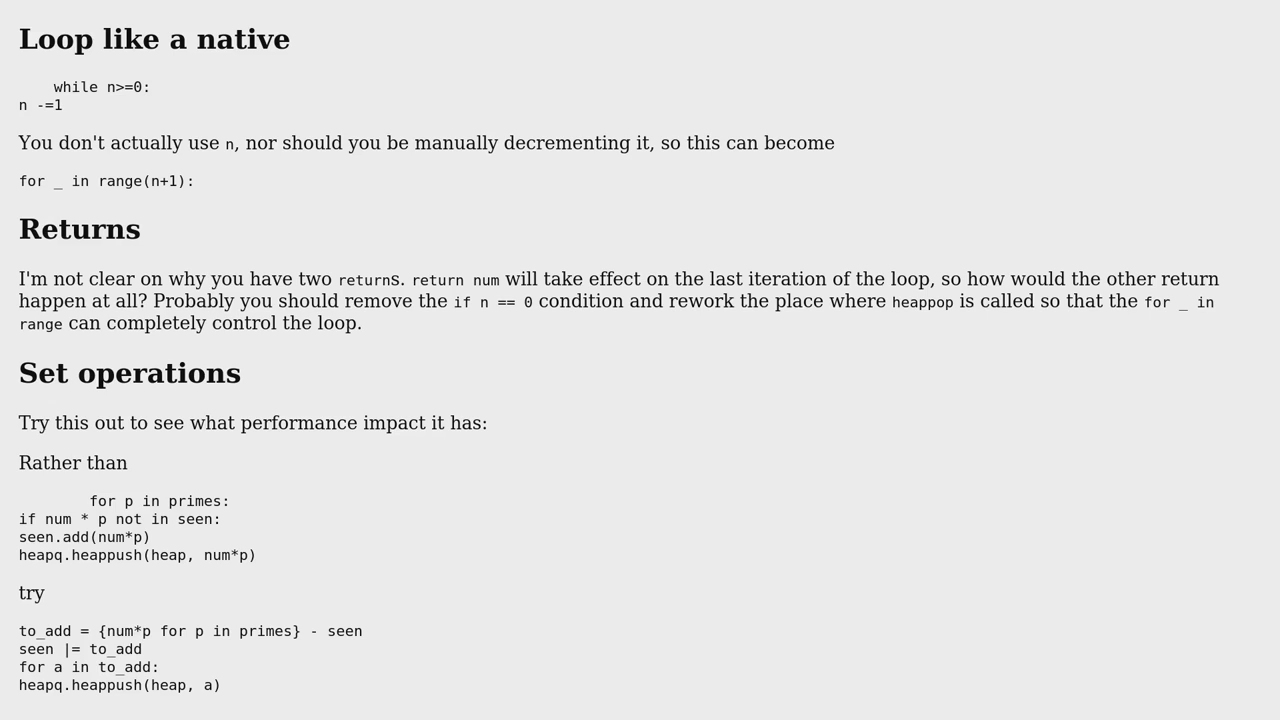 Loop like a native
    while n>=0:
n -=1
You don't actually use n, nor should you be manually decrementing it, so this can become
for _ in range(n+1):
Returns
I'm not clear on why you have two returns. return num will take effect on the last iteration of the loop, so how would the other return
happen at all? Probably you should remove the if n == 0 condition and rework the place where heappop is called so that the for _ in
range can completely control the loop.
Set operations
Try this out to see what performance impact it has:
Rather than
        for p in primes:
if num * p not in seen:
seen.add(num*p)
heapq.heappush(heap, num*p)
try
to_add = {num*p for p in primes} - seen
seen |= to_add
for a in to_add:
heapq.heappush(heap, a)